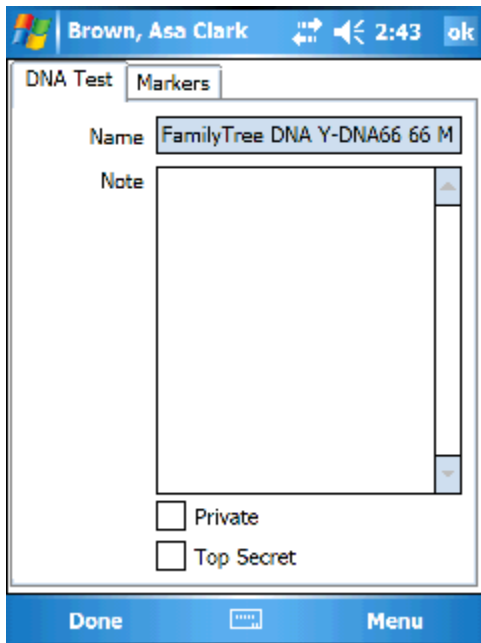 Brown, Asa Clark 2:43 ok
DNA Test Markers
Name FamilyTree DNA Y-DNA66 66 M
Note
Private
Top Secret
Done Menu